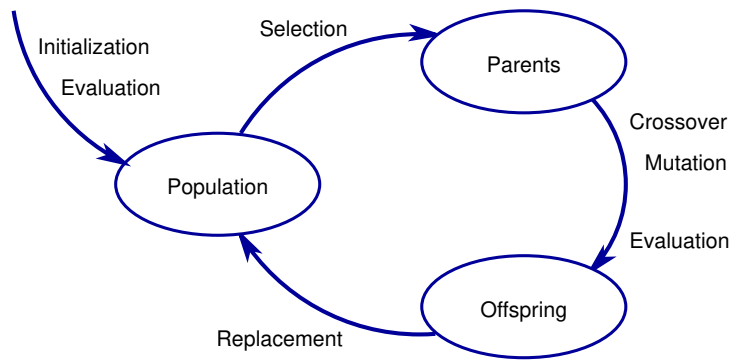 Initialization
Evaluation
Selection
Parents
Crossover
Mutation
Population
Evaluation
Offspring
Replacement